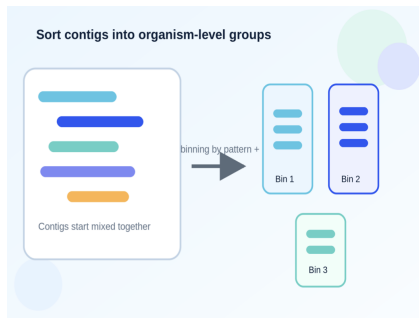 Sort contigs into organism-level groups
binning by pattern +
Contigs start mixed together
Bin 1
Bin 2
Bin 3